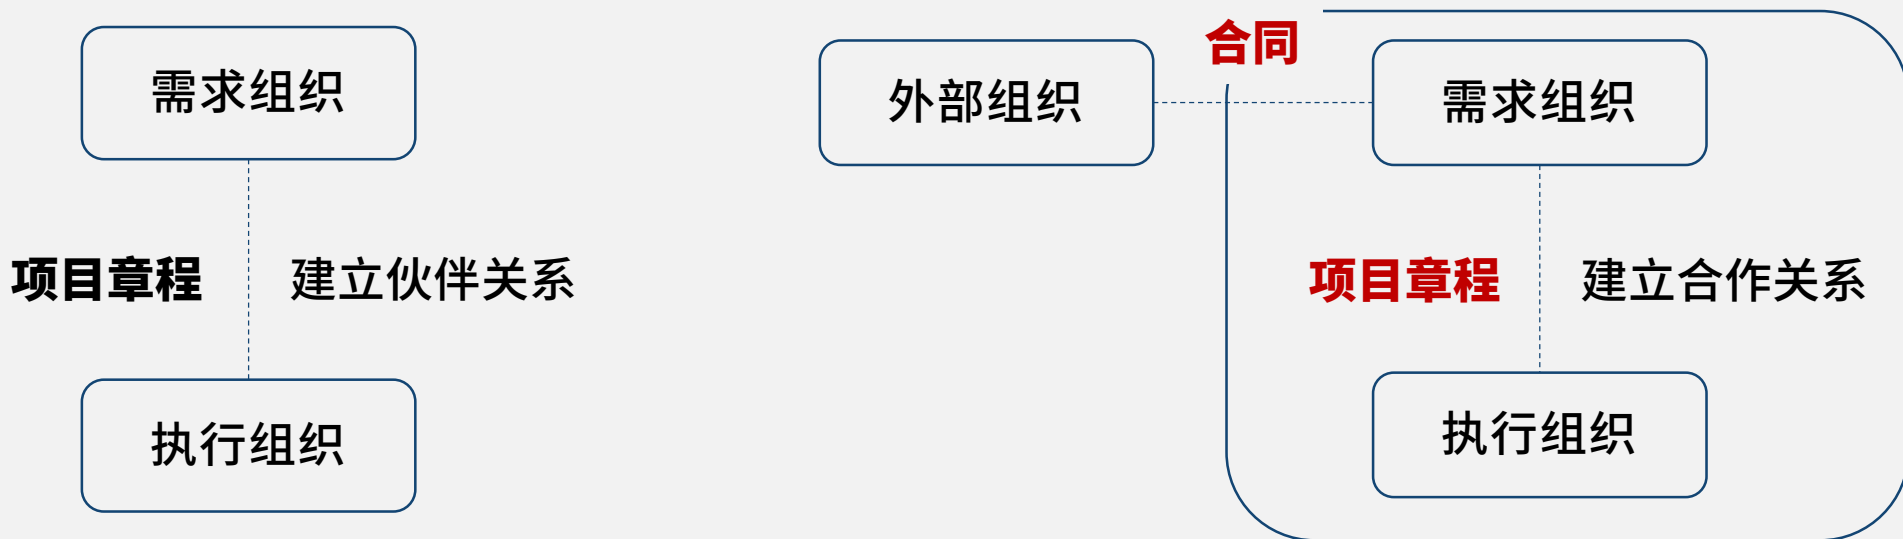 需求组织
项目章程
建立伙伴关系
执行组织
合同
外部组织
需求组织
项目章程
建立合作关系
执行组织